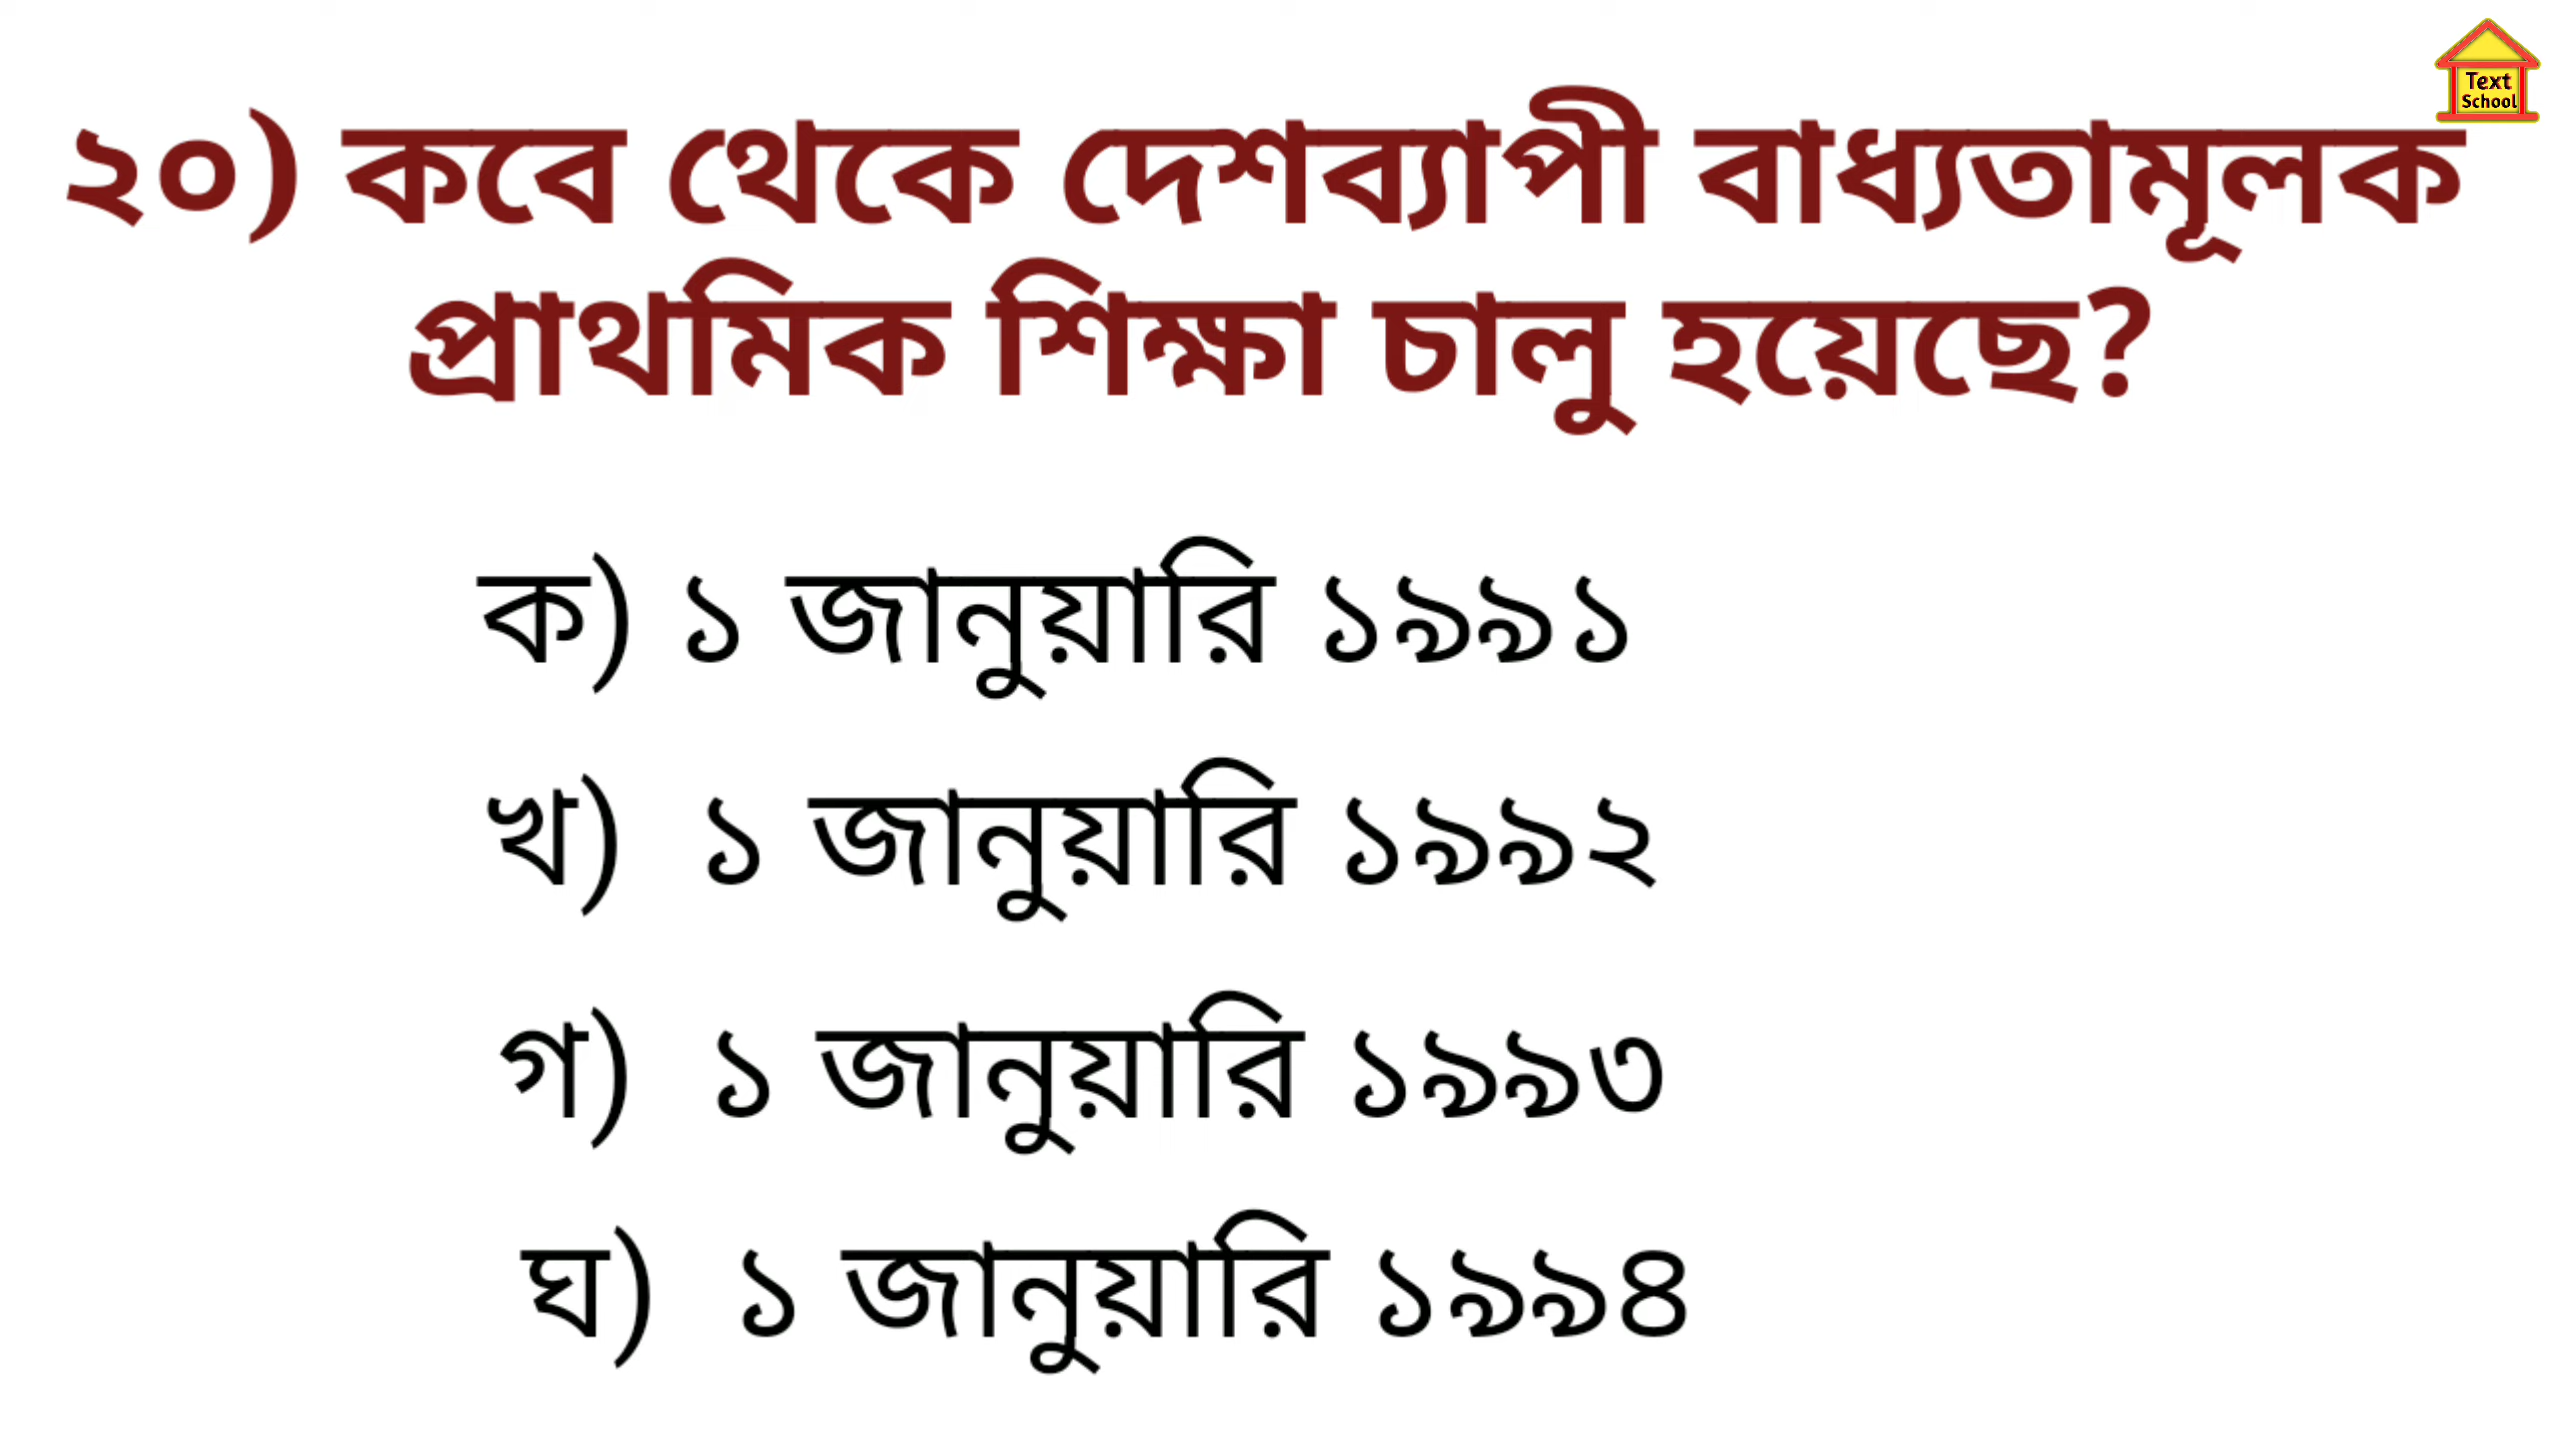 Text
School
২০) কবে থেকে দেশব্যাপী বাধ্যতামূলক
প্রাথমিক শিক্ষা চালু হয়েছে?
ক) ১ জানুয়ারি ১৯৯১
খ) ১ জানুয়ারি ১৯৯২
গ) ১ জানুয়ারি ১৯৯৩
ঘ) ১ জানুয়ারি ১৯৯৪